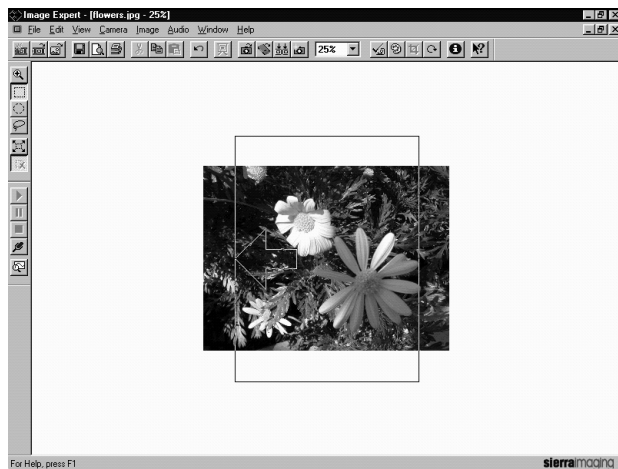 Image Expert - [flowers.jpg - 25%]
File Edit View Camera Image Audio Window Help
25%
For Help, press F1
sierraimaging